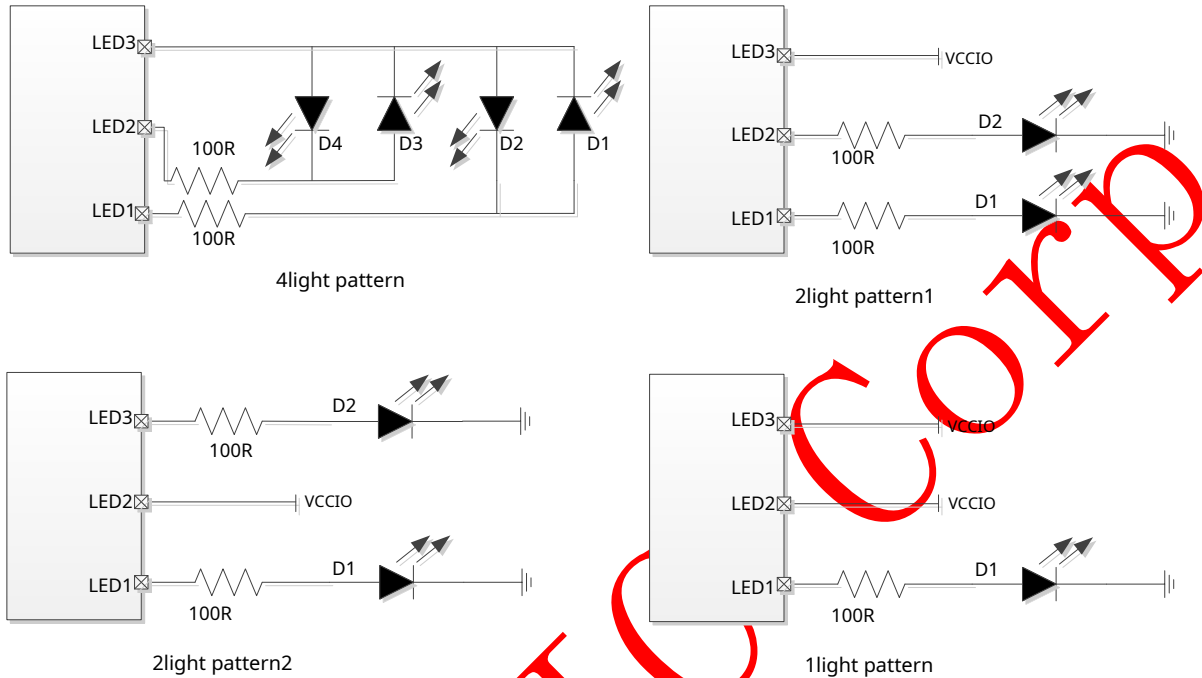 LED3
LED2
LED1
100R
100R
D4
D3
D2
D1
4light pattern
LED3
VCCIO
LED2
100R
D2
LED1
100R
D1
2light pattern1
LED3
100R
D2
LED2
VCCIO
LED1
100R
D1
2light pattern2
LED3
VCCIO
LED2
VCCIO
LED1
100R
D1
1light pattern
Corp